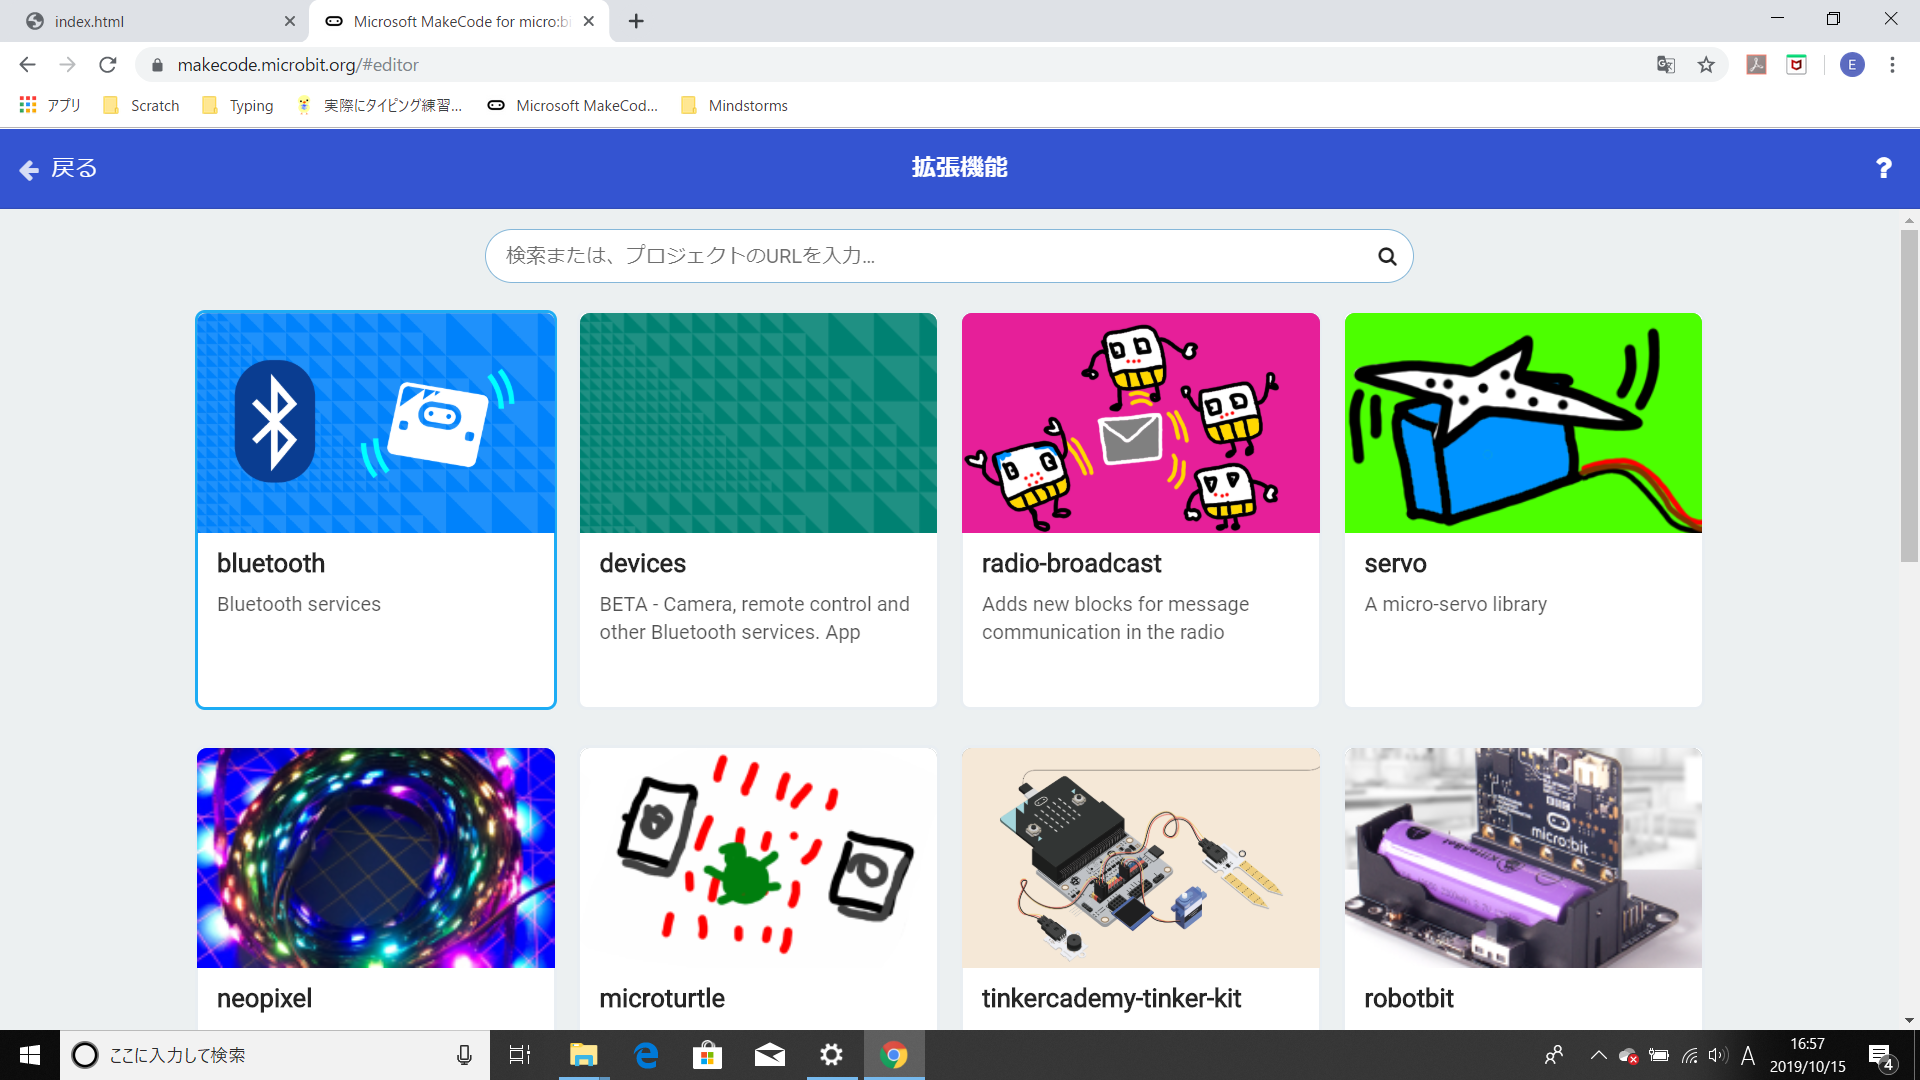 index.html
Microsoft MakeCode for micro:bi
makecode.microbit.org/#editor
E
アプリ
Scratch
Typing
実際にタイピング練習...
Microsoft MakeCod...
Mindstorms
戻る
拡張機能
?
検索または、プロジェクトのURLを入力...
bluetooth
Bluetooth services
devices
BETA - Camera, remote control and
other Bluetooth services. App
radio-broadcast
Adds new blocks for message
communication in the radio
servo
A micro-servo library
micro:bit
neopixel
microturtle
tinkercademy-tinker-kit
robotbit
ここに入力して検索
A
16:57
2019/10/15
4